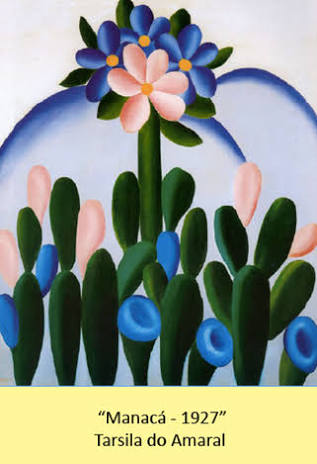 “Manacá - 1927”
Tarsila do Amaral